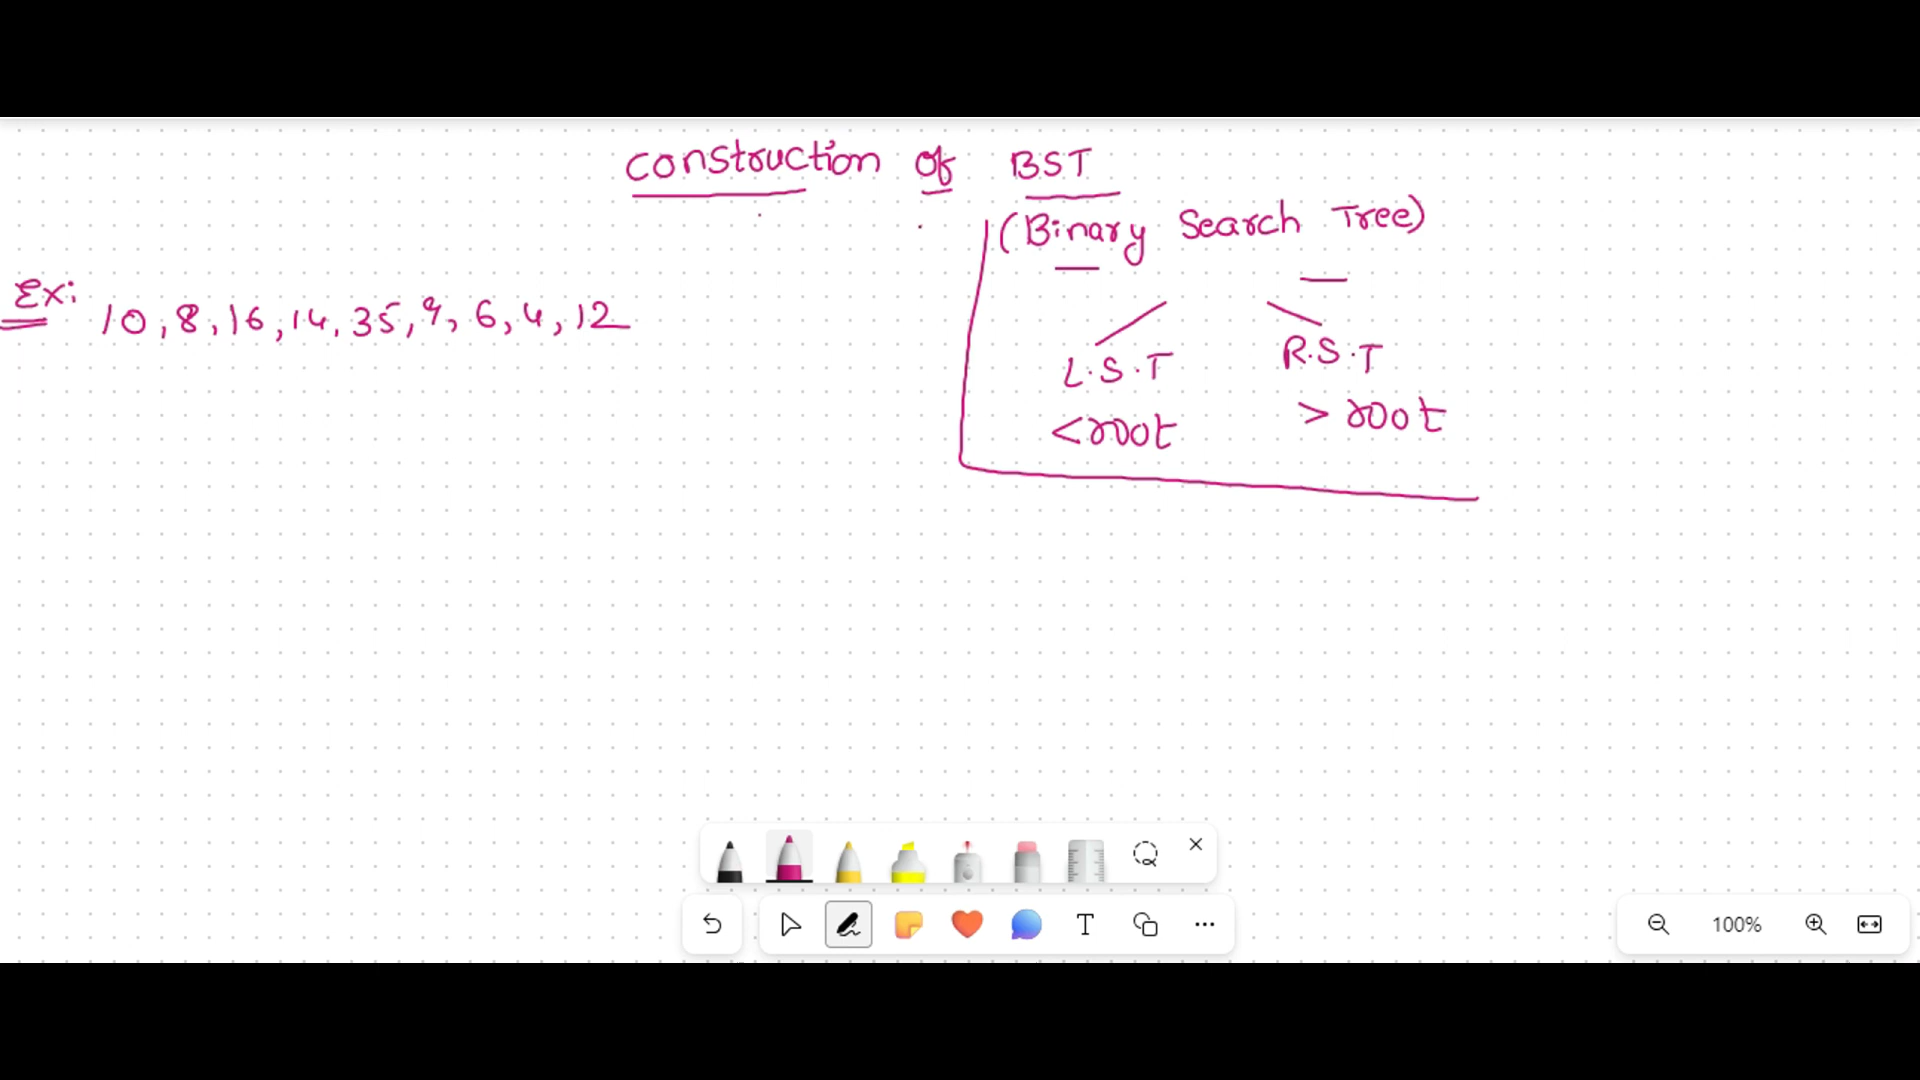 Construction of BST
(Binary Search Tree)
Ex: 10, 8, 16, 14, 35, 9, 6, 4, 12
L.S.T R.S.T
<root > root
T
100%